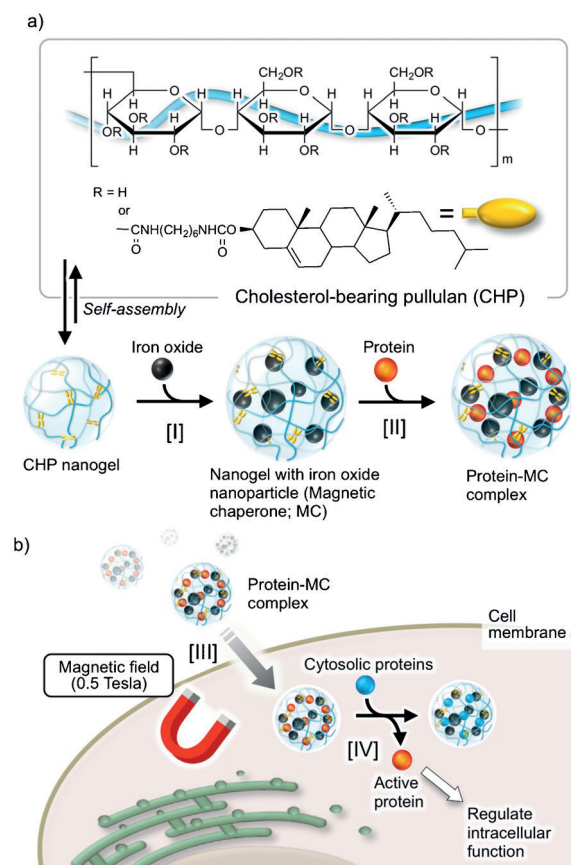 a)
H
CH₂OR
CH₂OR
O
H
H
O
H
H
O
H
H
H
H
H
H
OR
H
OR
H
OR
H
OR
O
O
O
H
OR
H
OR
H
OR
m
R = H
or
CNH(CH₂)₆NHCO
O
O
H
=
Cholesterol-bearing pullulan (CHP)
Self-assembly
Iron oxide
Protein
[I]
[II]
CHP nanogel
Nanogel with iron oxide
nanoparticle (Magnetic
chaperone; MC)
Protein-MC
complex
b)
Protein-MC
complex
Cell
membrane
[III]
Magnetic field
(0.5 Tesla)
Cytosolic proteins
[IV]
Active
protein
Regulate
intracellular
function